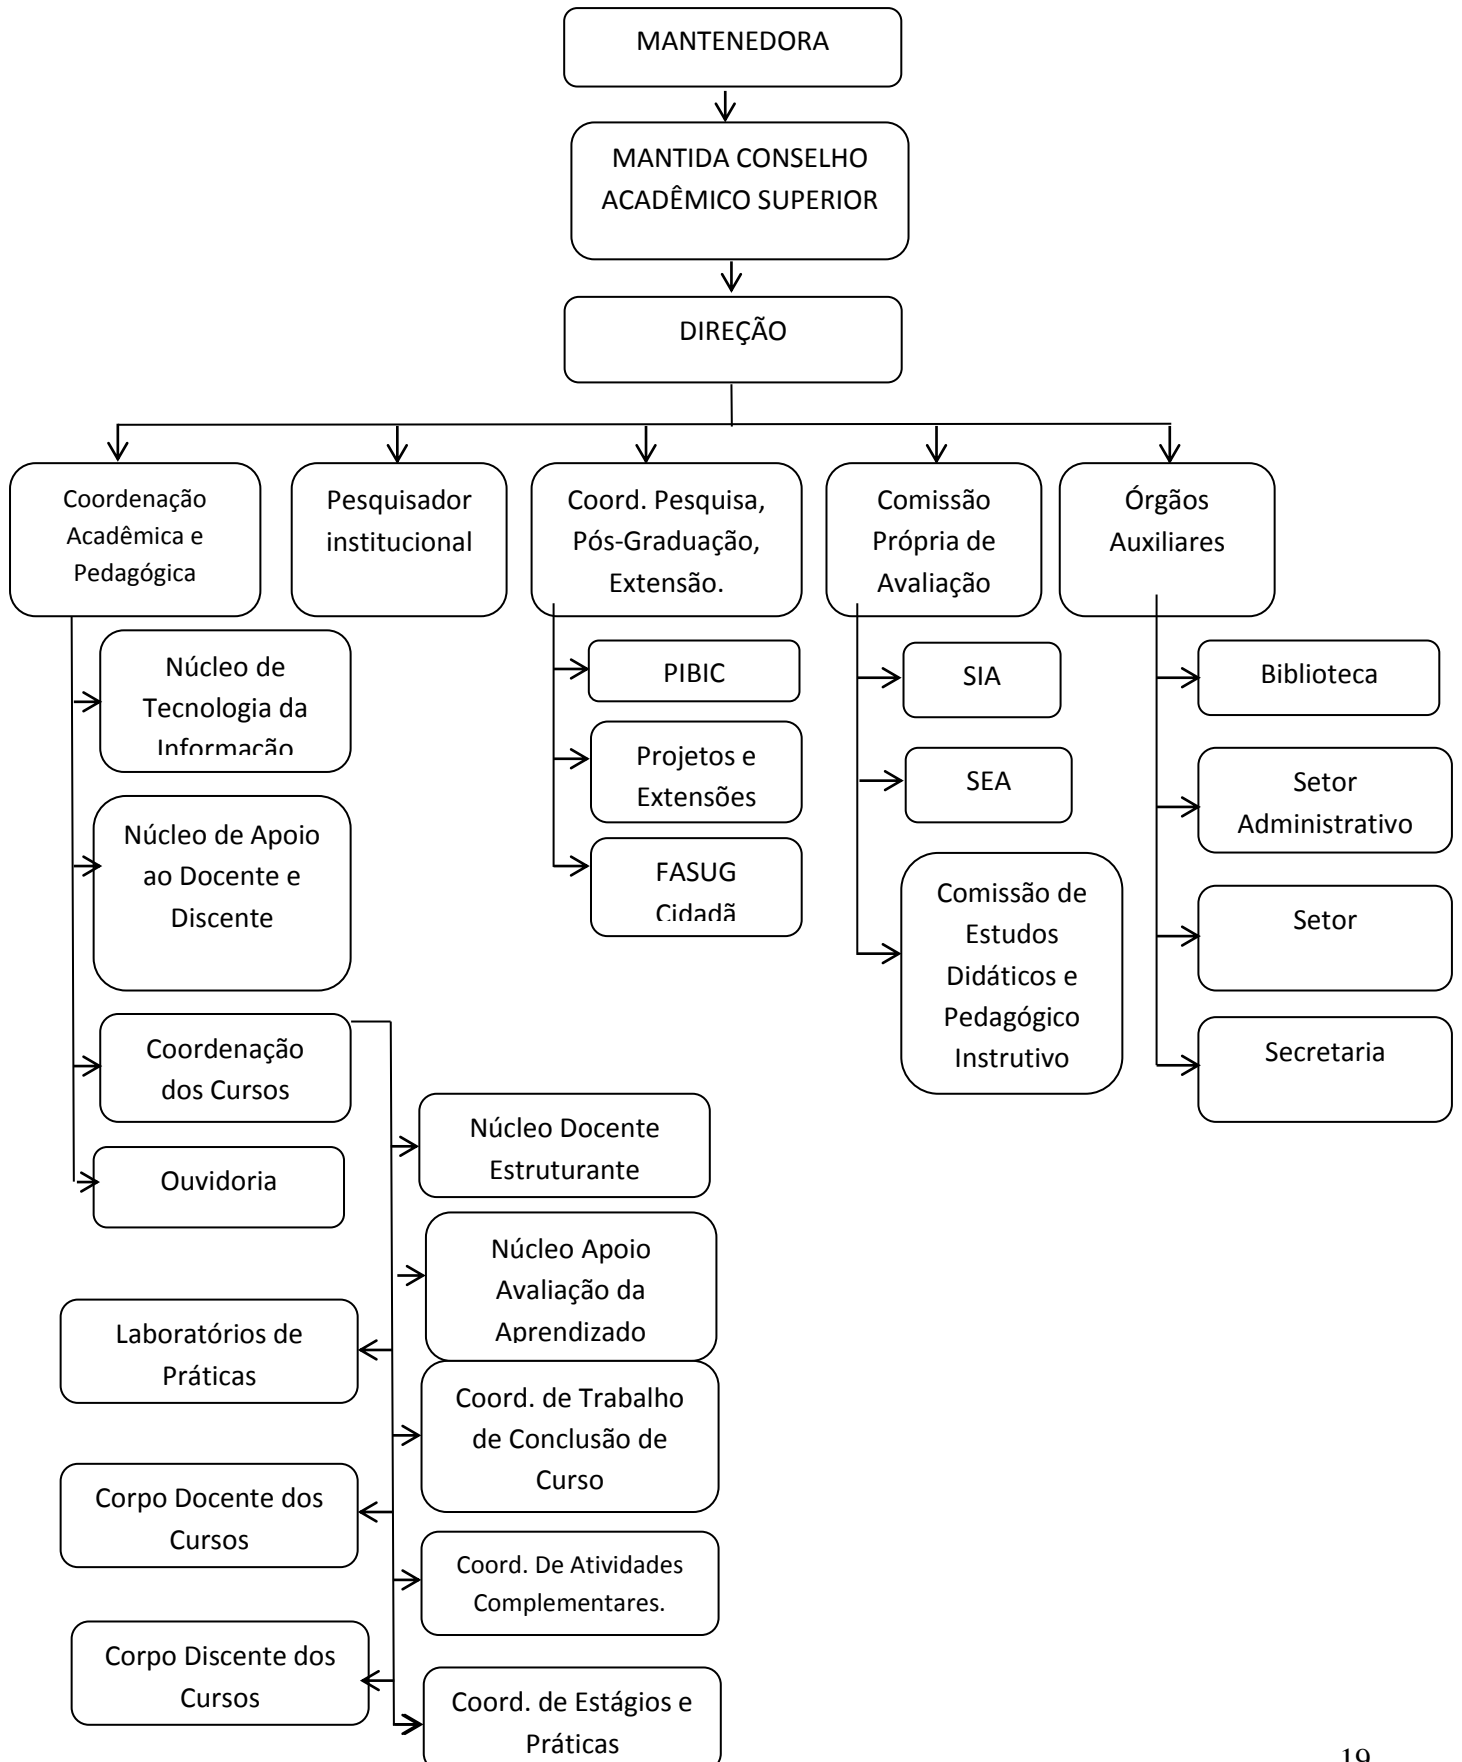 MANTENEDORA
MANTIDA CONSELHO
ACADÊMICO SUPERIOR
DIREÇÃO
Coordenação
Acadêmica e
Pedagógica
Pesquisador
institucional
Coord. Pesquisa,
Pós-Graduação,
Extensão.
Comissão
Própria de
Avaliação
Órgãos
Auxiliares
Núcleo de
Tecnologia da
Informação
Núcleo de Apoio
ao Docente e
Discente
Coordenação
dos Cursos
Ouvidoria
PIBIC
Projetos e
Extensões
FASUG
Cidadã
SIA
SEA
Comissão de
Estudos
Didáticos e
Pedagógico
Instrutivo
Biblioteca
Setor
Administrativo
Setor
Secretaria
Núcleo Docente
Estruturante
Núcleo Apoio
Avaliação da
Aprendizado
Laboratórios de
Práticas
Coord. de Trabalho
de Conclusão de
Curso
Corpo Docente dos
Cursos
Coord. De Atividades
Complementares.
Corpo Discente dos
Cursos
Coord. de Estágios e
Práticas
19